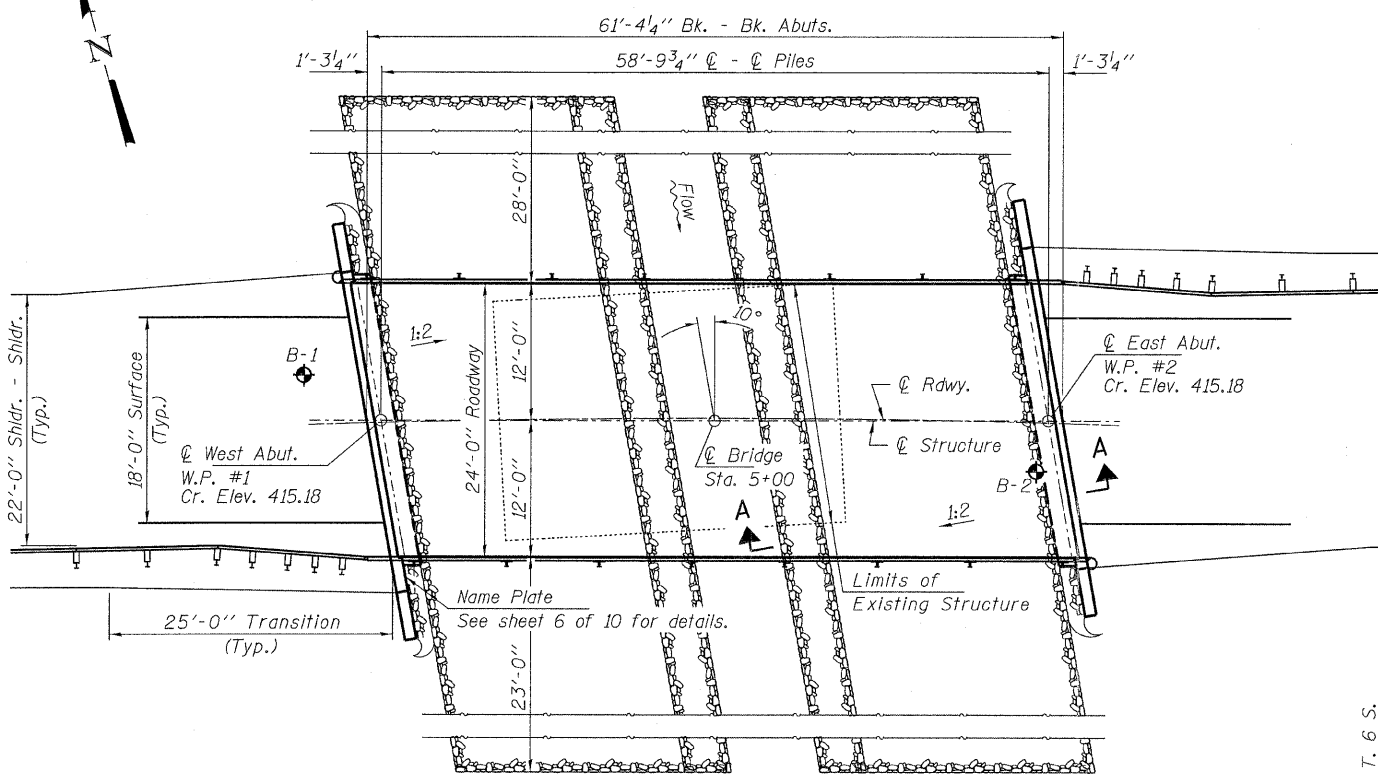 N
61'-4¼" Bk. - Bk. Abuts.
1'-3¼"
58'-9¾" ℄ - ℄ Piles
1'-3¼"
28'-0"
Flow
22'-0" Shldr. - Shldr.
(Typ.)
18'-0" Surface
(Typ.)
B-1
1:2
24'-0" Roadway
12'-0"
12'-0"
10°
℄ Rdwy.
℄ Structure
℄ East Abut.
W.P. #2
Cr. Elev. 415.18
℄ West Abut.
W.P. #1
Cr. Elev. 415.18
℄ Bridge
Sta. 5+00
A
A
B-2
1:2
Limits of
Existing Structure
Name Plate
See sheet 6 of 10 for details.
25'-0" Transition
(Typ.)
23'-0"
T. 6 S.